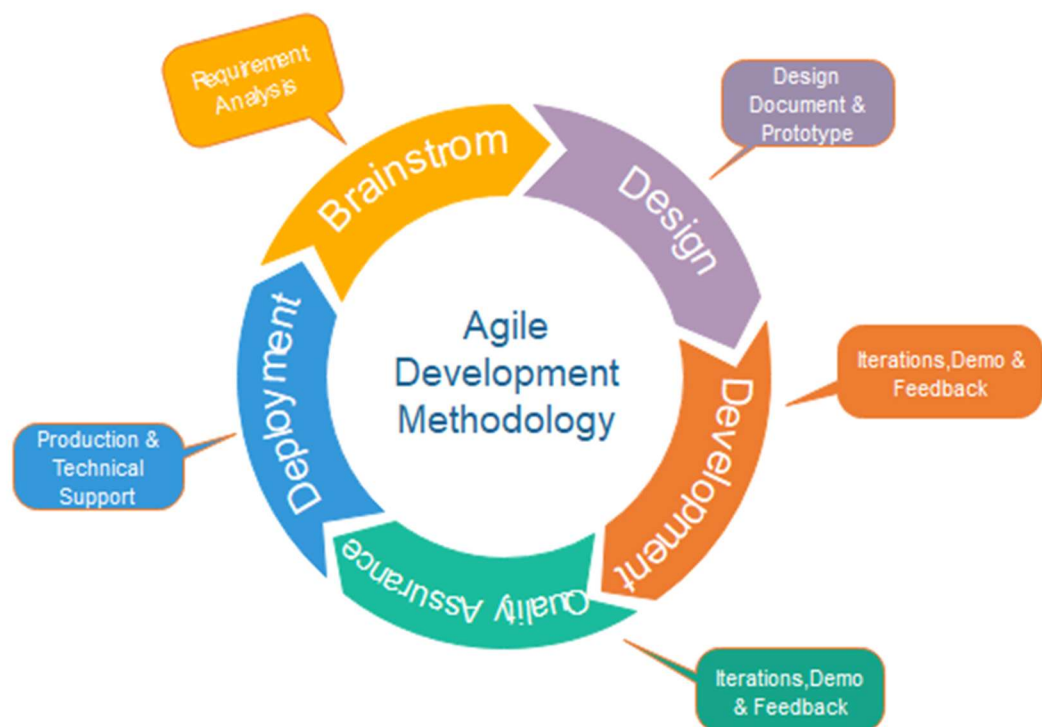 Requirement
Analysis
Brainstrom
Design
Document &
Prototype
Design
Iterations,Demo &
Feedback
Development
Agile
Development
Methodology
Deployment
Production &
Technical
Support
Quality Assurance
Iterations,Demo
& Feedback